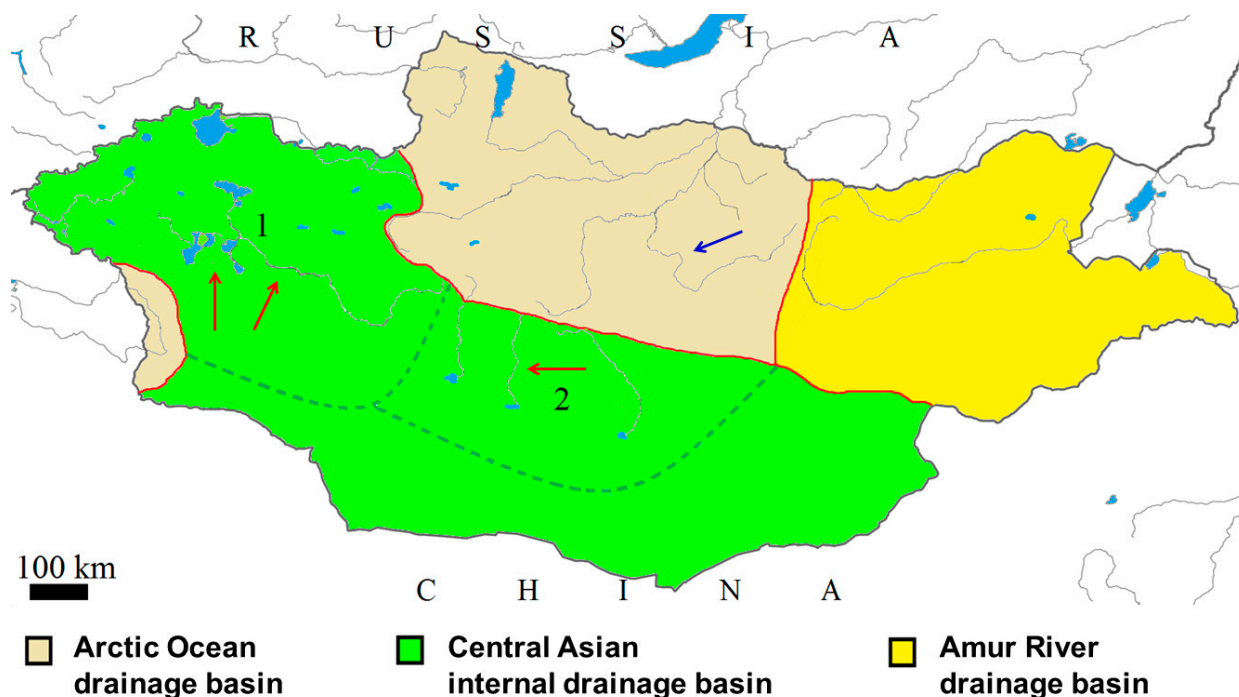 R U S S I A
1
2
100 km
C H I N A
Arctic Ocean
drainage basin
Central Asian
internal drainage basin
Amur River
drainage basin